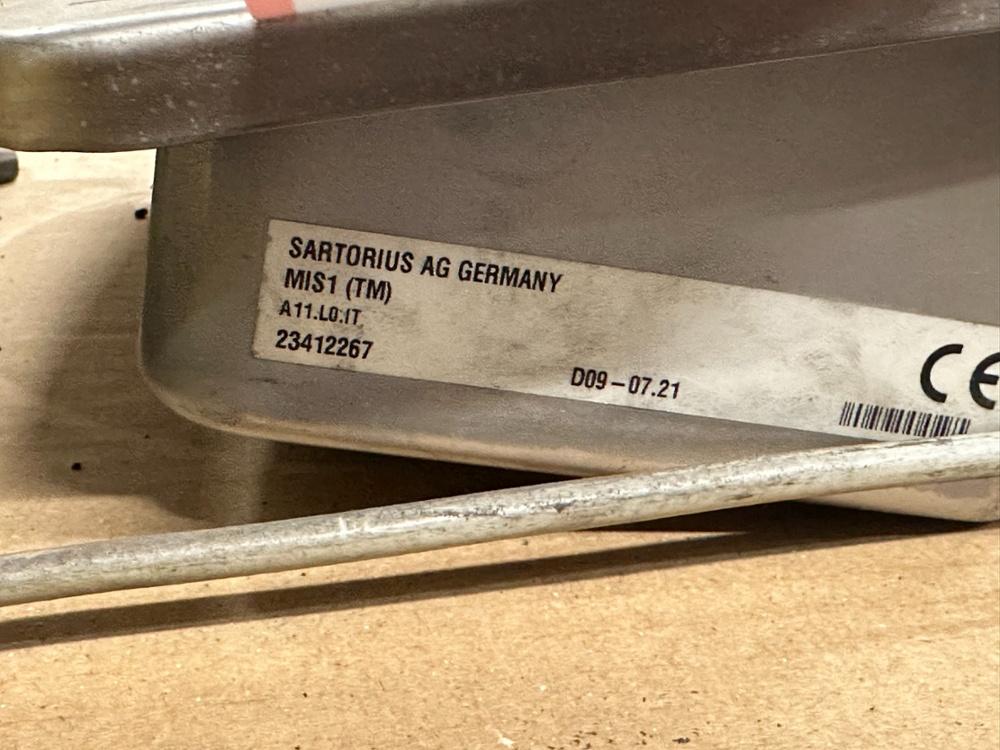 SARTORIUS AG GERMANY
MIS1 (TM)
A11.L0.IT
23412267
D09–07.21
CE